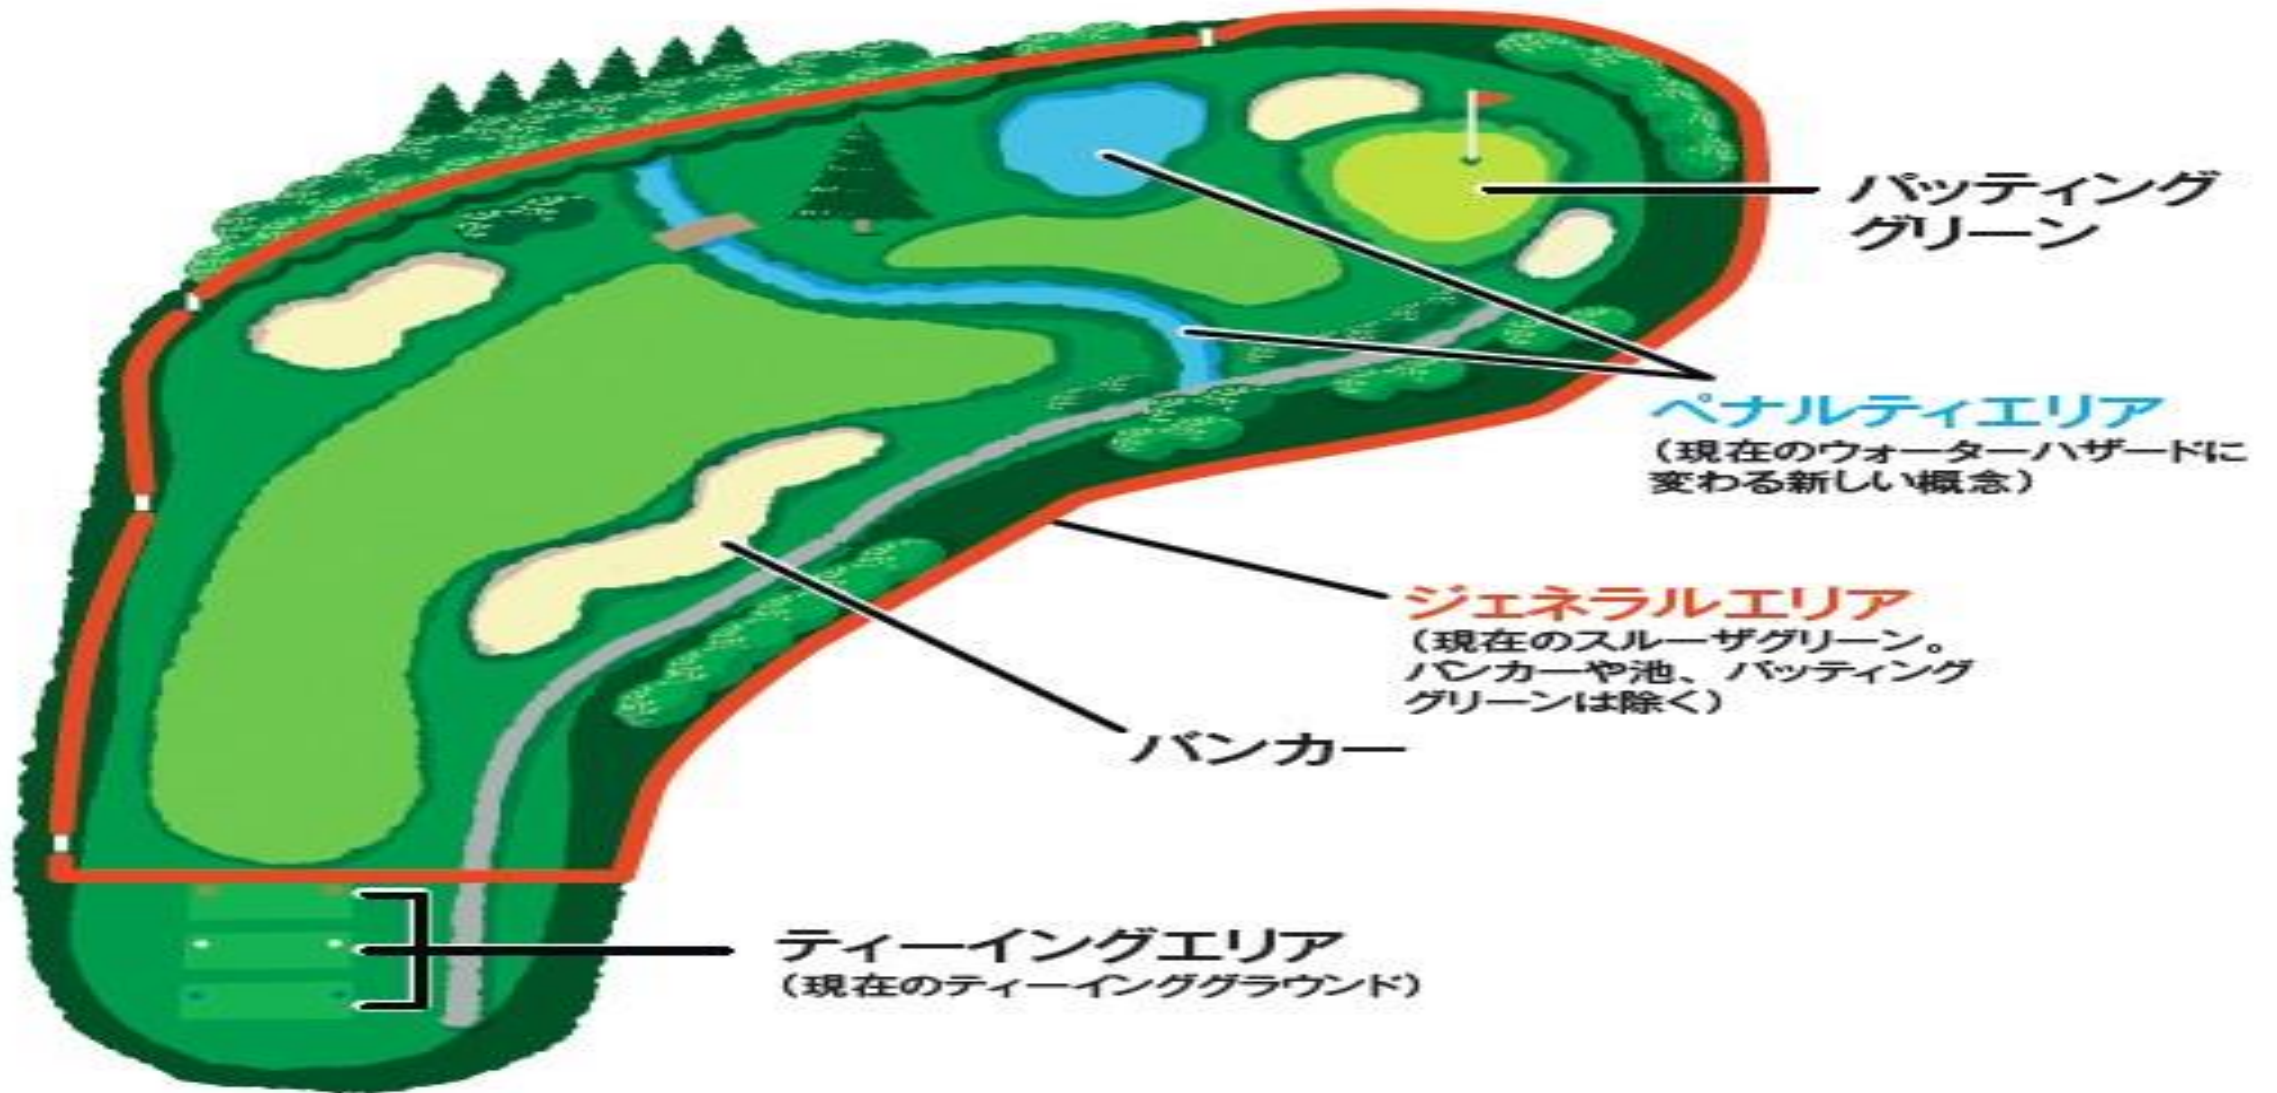 パッティング
グリーン
ペナルティエリア
（現在のウォーターハザードに
変わる新しい概念）
ジェネラルエリア
（現在のスルーザグリーン。
バンカーや池、パッティング
グリーンは除く）
バンカー
ティーイングエリア
（現在のティーインググラウンド）